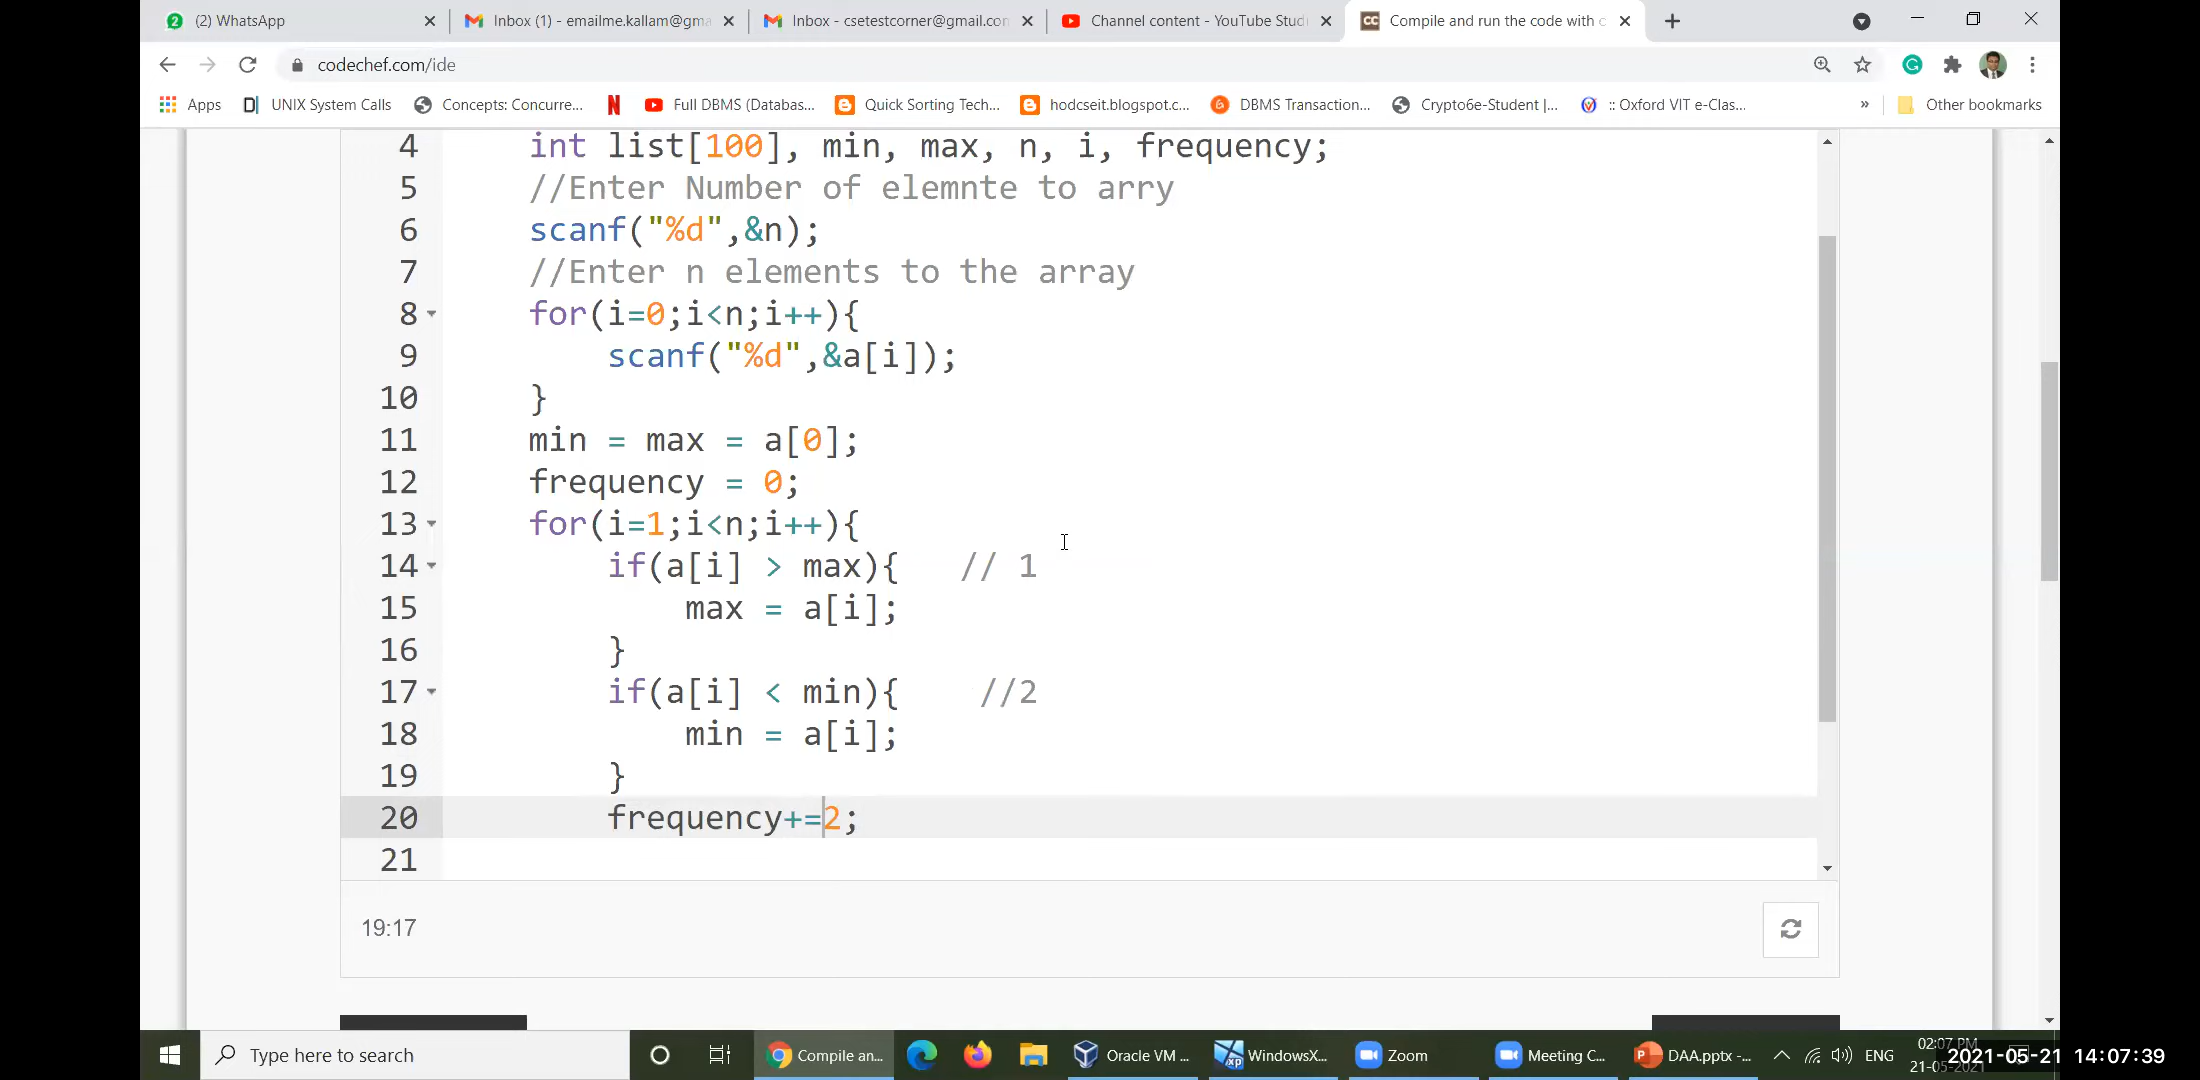 (2) WhatsApp
Inbox (1) - emailme.kallam@gma
Inbox - csetestcorner@gmail.con
Channel content - YouTube Studi
Compile and run the code with c
codechef.com/ide
Apps
UNIX System Calls
Concepts: Concurre...
Full DBMS (Databas...
Quick Sorting Tech...
hodcseit.blogspot.c...
DBMS Transaction...
Crypto6e-Student |...
:: Oxford VIT e-Clas...
»
Other bookmarks
4 int list[100], min, max, n, i, frequency;
5 //Enter Number of elemnte to arry
6 scanf("%d",&n);
7 //Enter n elements to the array
8 for(i=0;i<n;i++){
9 scanf("%d",&a[i]);
10 }
11 min = max = a[0];
12 frequency = 0;
13 for(i=1;i<n;i++){
14 if(a[i] > max){ // 1
15 max = a[i];
16 }
17 if(a[i] < min){ //2
18 min = a[i];
19 }
20 frequency+=2;
21
19:17
Type here to search
Compile an...
Oracle VM ...
WindowsX...
Zoom
Meeting C...
DAA.pptx -...
ENG
02:07 PM
21-05-2021
2021-05-21 14:07:39